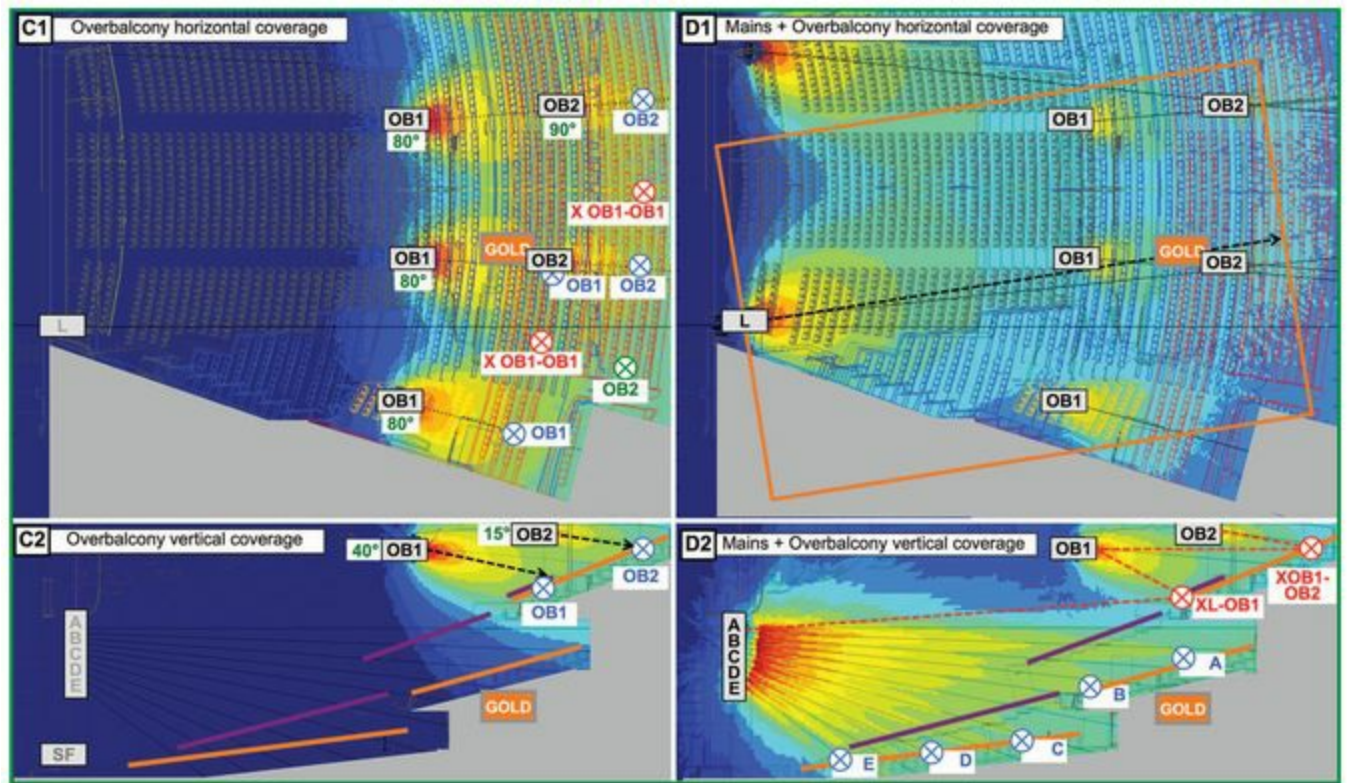 C1 Overbalcony horizontal coverage
OB1
80°
OB2
90°
OB2
X OB1-OB1
GOLD
OB1
80°
OB2
OB1
OB2
L
X OB1-OB1
OB2
OB1
80°
OB1
D1 Mains + Overbalcony horizontal coverage
OB1
OB2
GOLD
OB1
OB2
L
OB1
C2 Overbalcony vertical coverage
15° OB2
40° OB1
OB2
OB1
A
B
C
D
E
GOLD
SF
D2 Mains + Overbalcony vertical coverage
OB2
OB1
XOB1-
OB2
XL-OB1
A
B
C
D
E
A
B
GOLD
E
D
C